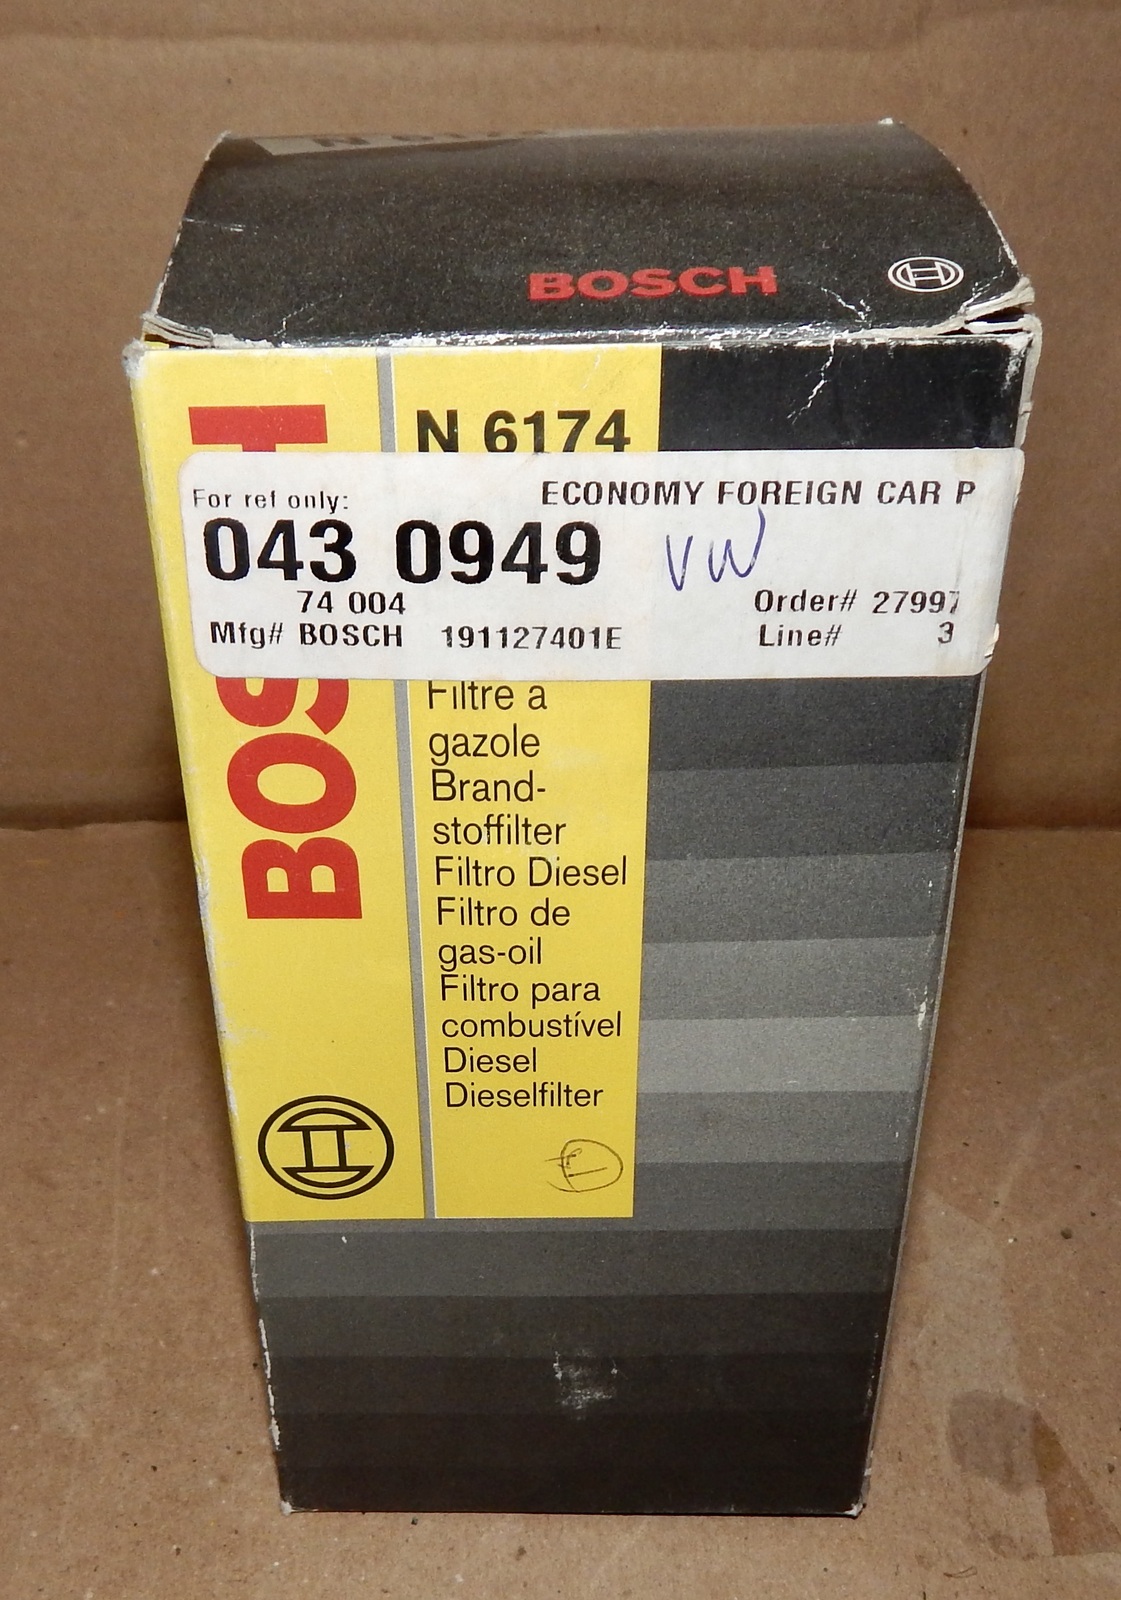 BOSCH
N 6174
For ref only:
ECONOMY FOREIGN CAR P
043 0949
VW
74 004
Order# 27997
Mfg# BOSCH 191127401E
Line# 3
BOSCH
Filtre a
gazole
Brand-
stoffilter
Filtro Diesel
Filtro de
gas-oil
Filtro para
combustível
Diesel
Dieselfilter